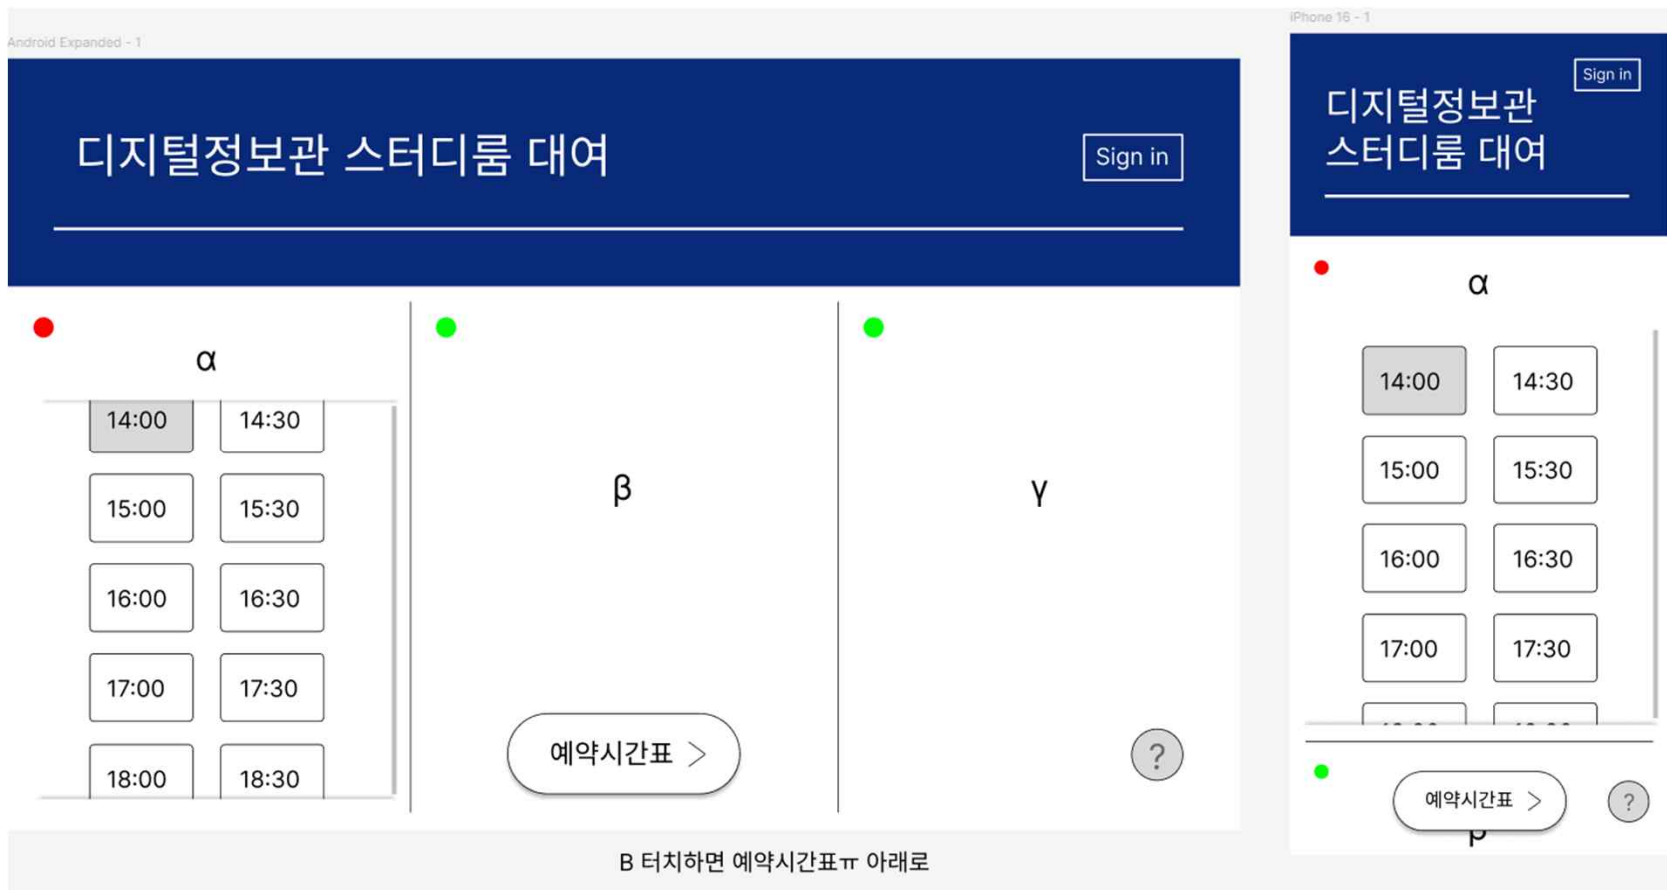 Android Expanded - 1
디지털정보관 스터디룸 대여
Sign in
α
14:00 14:30
15:00 15:30
16:00 16:30
17:00 17:30
18:00 18:30
β
예약시간표 >
γ
?
B 터치하면 예약시간표ㅠ 아래로
iPhone 16 - 1
Sign in
디지털정보관
스터디룸 대여
α
14:00 14:30
15:00 15:30
16:00 16:30
17:00 17:30
예약시간표 >
?